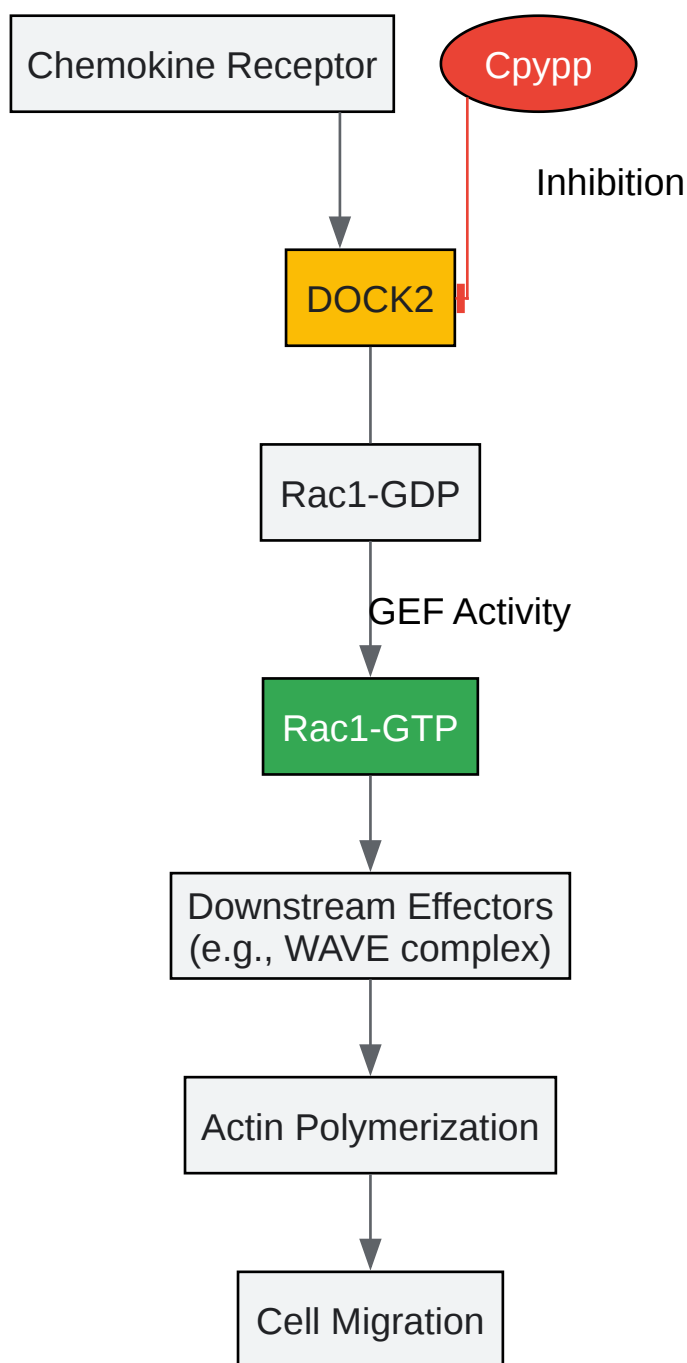 Chemokine Receptor
Cpypp
Inhibition
DOCK2
Rac1-GDP
GEF Activity
Rac1-GTP
Downstream Effectors
(e.g., WAVE complex)
Actin Polymerization
Cell Migration